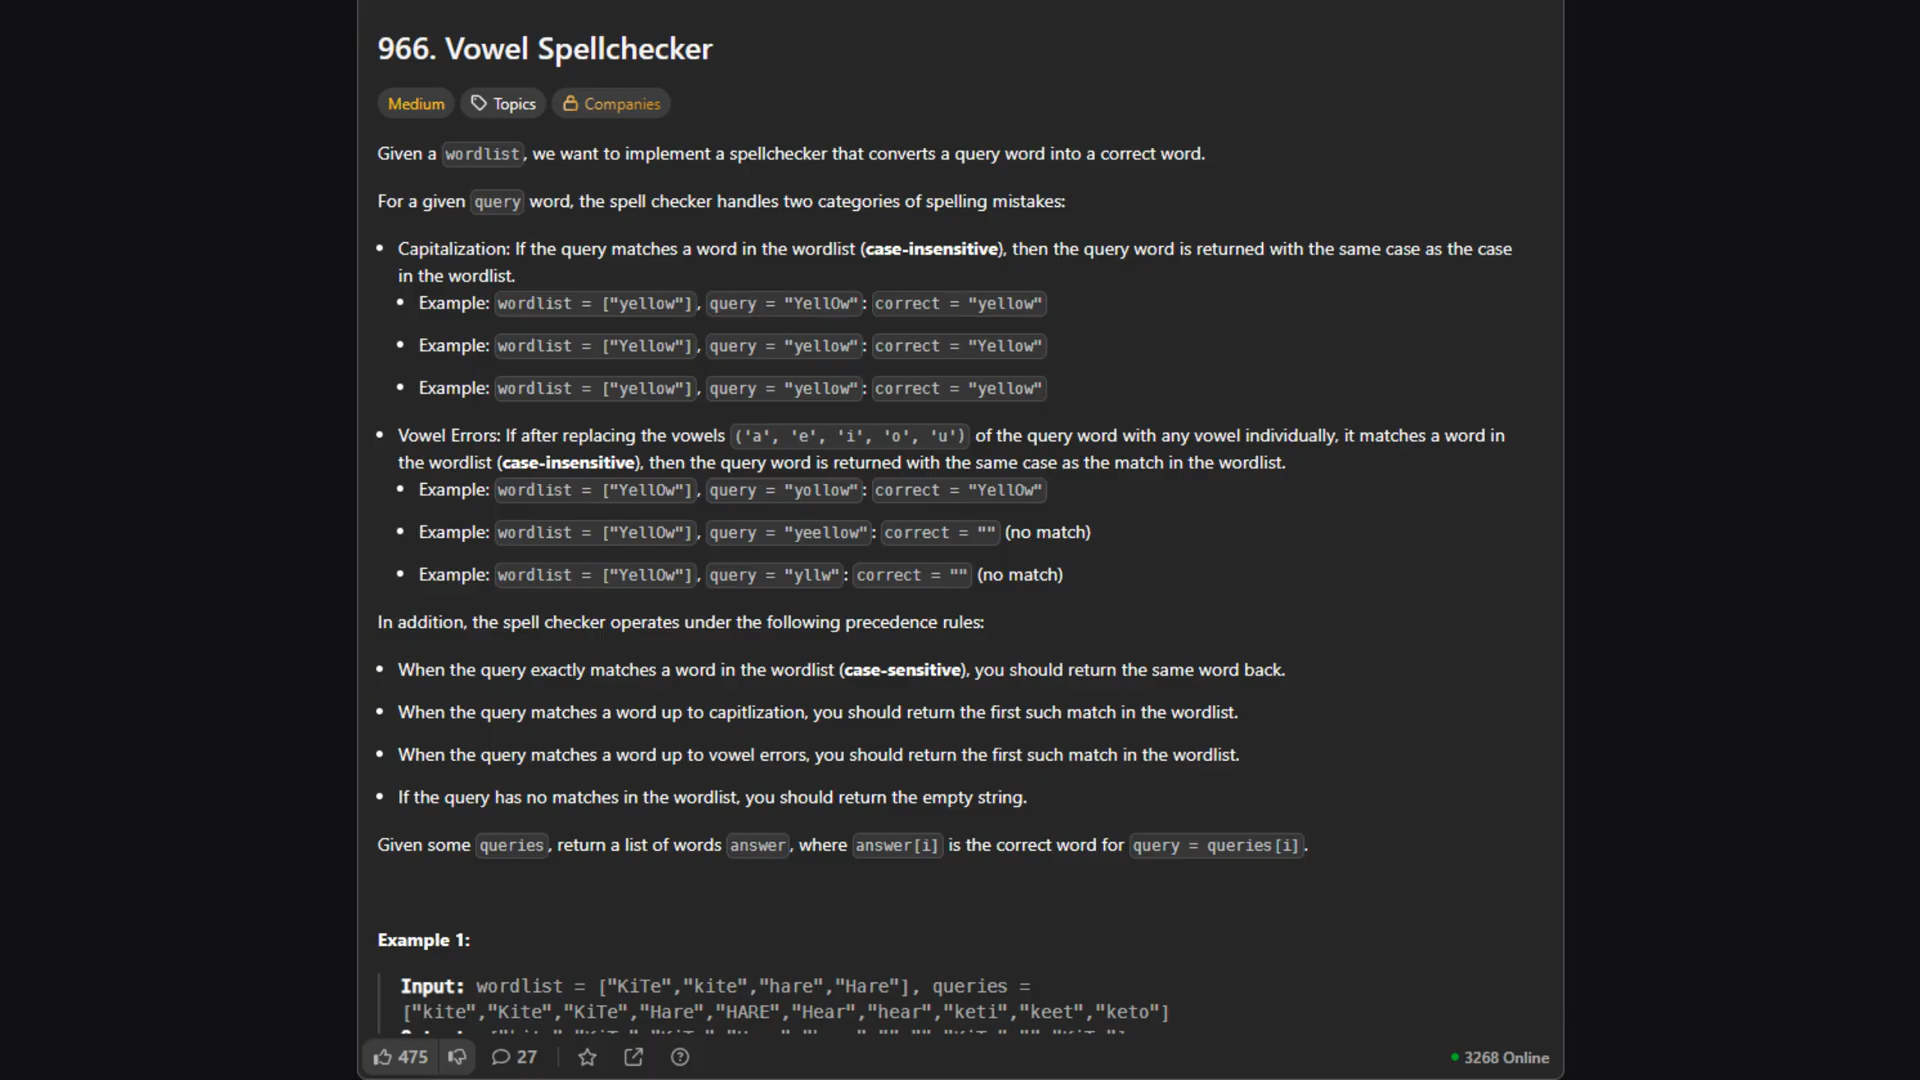 966. Vowel Spellchecker
Medium Topics Companies
Given a wordlist, we want to implement a spellchecker that converts a query word into a correct word.
For a given query word, the spell checker handles two categories of spelling mistakes:
• Capitalization: If the query matches a word in the wordlist (case-insensitive), then the query word is returned with the same case as the case
in the wordlist.
• Example: wordlist = ["yellow"], query = "YellOw": correct = "yellow"
• Example: wordlist = ["Yellow"], query = "yellow": correct = "Yellow"
• Example: wordlist = ["yellow"], query = "yellow": correct = "yellow"
• Vowel Errors: If after replacing the vowels ('a', 'e', 'i', 'o', 'u') of the query word with any vowel individually, it matches a word in
the wordlist (case-insensitive), then the query word is returned with the same case as the match in the wordlist.
• Example: wordlist = ["YellOw"], query = "yollow": correct = "YellOw"
• Example: wordlist = ["YellOw"], query = "yeellow": correct = "" (no match)
• Example: wordlist = ["YellOw"], query = "yllw": correct = "" (no match)
In addition, the spell checker operates under the following precedence rules:
• When the query exactly matches a word in the wordlist (case-sensitive), you should return the same word back.
• When the query matches a word up to capitlization, you should return the first such match in the wordlist.
• When the query matches a word up to vowel errors, you should return the first such match in the wordlist.
• If the query has no matches in the wordlist, you should return the empty string.
Given some queries, return a list of words answer, where answer[i] is the correct word for query = queries[i].
Example 1:
Input: wordlist = ["KiTe","kite","hare","Hare"], queries =
["kite","Kite","KiTe","Hare","HARE","Hear","hear","keti","keet","keto"]
475 27 3268 Online